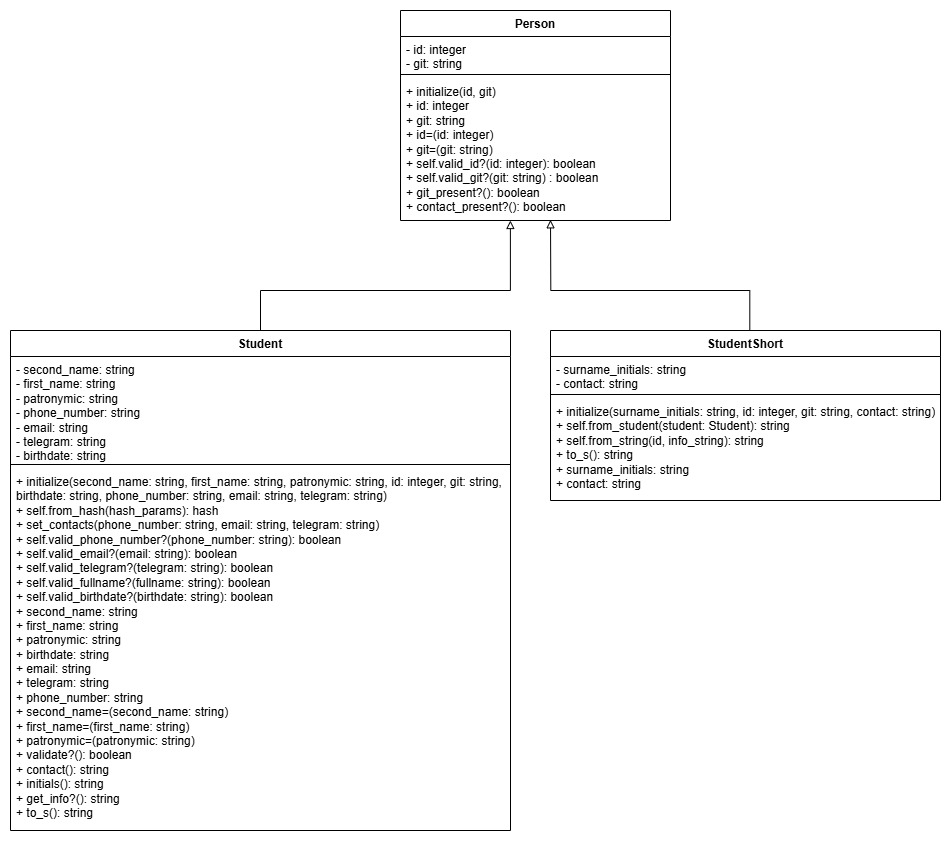 Person
- id: integer
- git: string
+ initialize(id, git)
+ id: integer
+ git: string
+ id=(id: integer)
+ git=(git: string)
+ self.valid_id?(id: integer): boolean
+ self.valid_git?(git: string) : boolean
+ git_present?(): boolean
+ contact_present?(): boolean
Student
- second_name: string
- first_name: string
- patronymic: string
- phone_number: string
- email: string
- telegram: string
- birthdate: string
+ initialize(second_name: string, first_name: string, patronymic: string, id: integer, git: string,
birthdate: string, phone_number: string, email: string, telegram: string)
+ self.from_hash(hash_params): hash
+ set_contacts(phone_number: string, email: string, telegram: string)
+ self.valid_phone_number?(phone_number: string): boolean
+ self.valid_email?(email: string): boolean
+ self.valid_telegram?(telegram: string): boolean
+ self.valid_fullname?(fullname: string): boolean
+ self.valid_birthdate?(birthdate: string): boolean
+ second_name: string
+ first_name: string
+ patronymic: string
+ birthdate: string
+ email: string
+ telegram: string
+ phone_number: string
+ second_name=(second_name: string)
+ first_name=(first_name: string)
+ patronymic=(patronymic: string)
+ validate?(): boolean
+ contact(): string
+ initials(): string
+ get_info?(): string
+ to_s(): string
StudentShort
- surname_initials: string
- contact: string
+ initialize(surname_initials: string, id: integer, git: string, contact: string)
+ self.from_student(student: Student): string
+ self.from_string(id, info_string): string
+ to_s(): string
+ surname_initials: string
+ contact: string